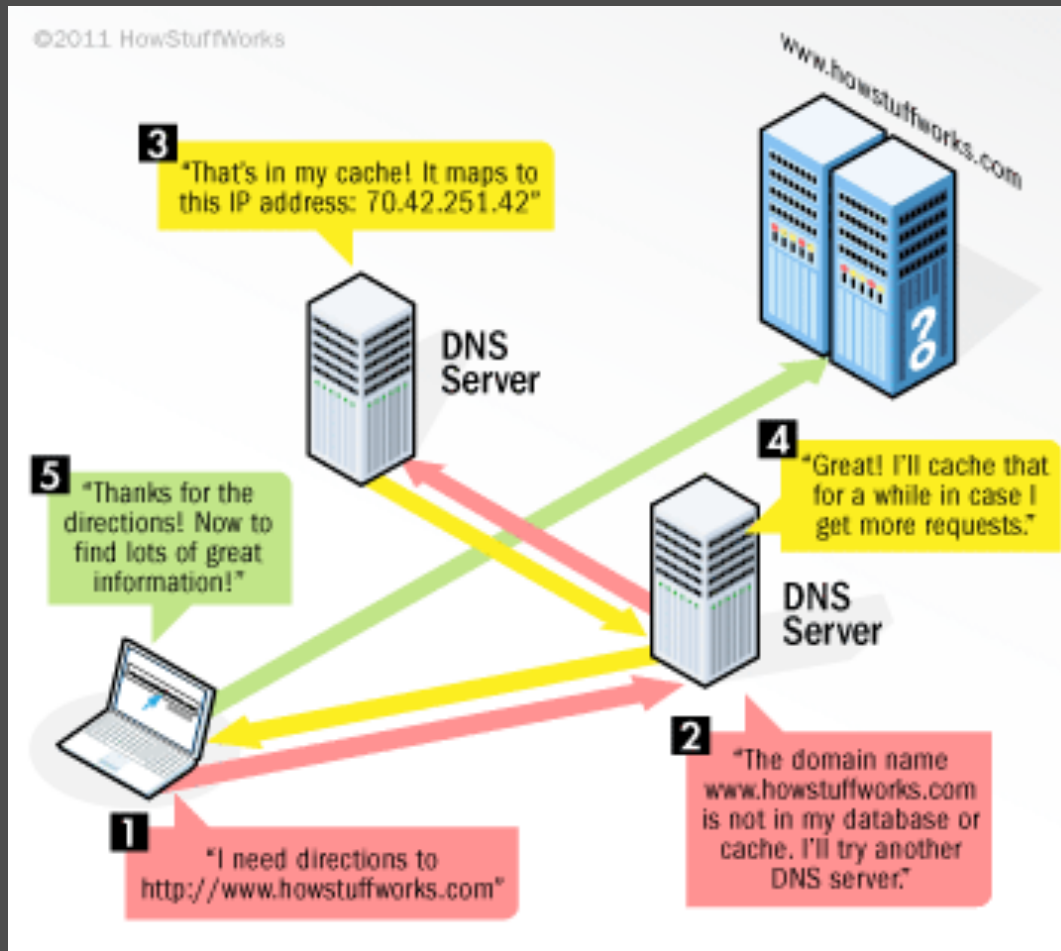 ©2011 HowStuffWorks
www.howstuffworks.com
3
"That's in my cache! It maps to
this IP address: 70.42.251.42"
DNS
Server
?
4
"Great! I'll cache that
for a while in case I
get more requests."
5
"Thanks for the
directions! Now to
find lots of great
information!"
DNS
Server
2
"The domain name
www.howstuffworks.com
is not in my database or
cache. I'll try another
DNS server."
1
"I need directions to
http://www.howstuffworks.com"